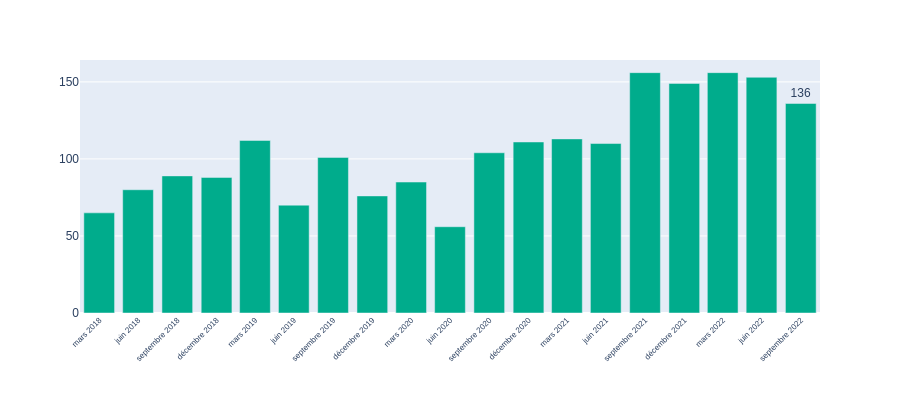 150
100
50
0
136
mars 2018
juin 2018
septembre 2018
décembre 2018
mars 2019
juin 2019
septembre 2019
décembre 2019
mars 2020
juin 2020
septembre 2020
décembre 2020
mars 2021
juin 2021
septembre 2021
décembre 2021
mars 2022
juin 2022
septembre 2022